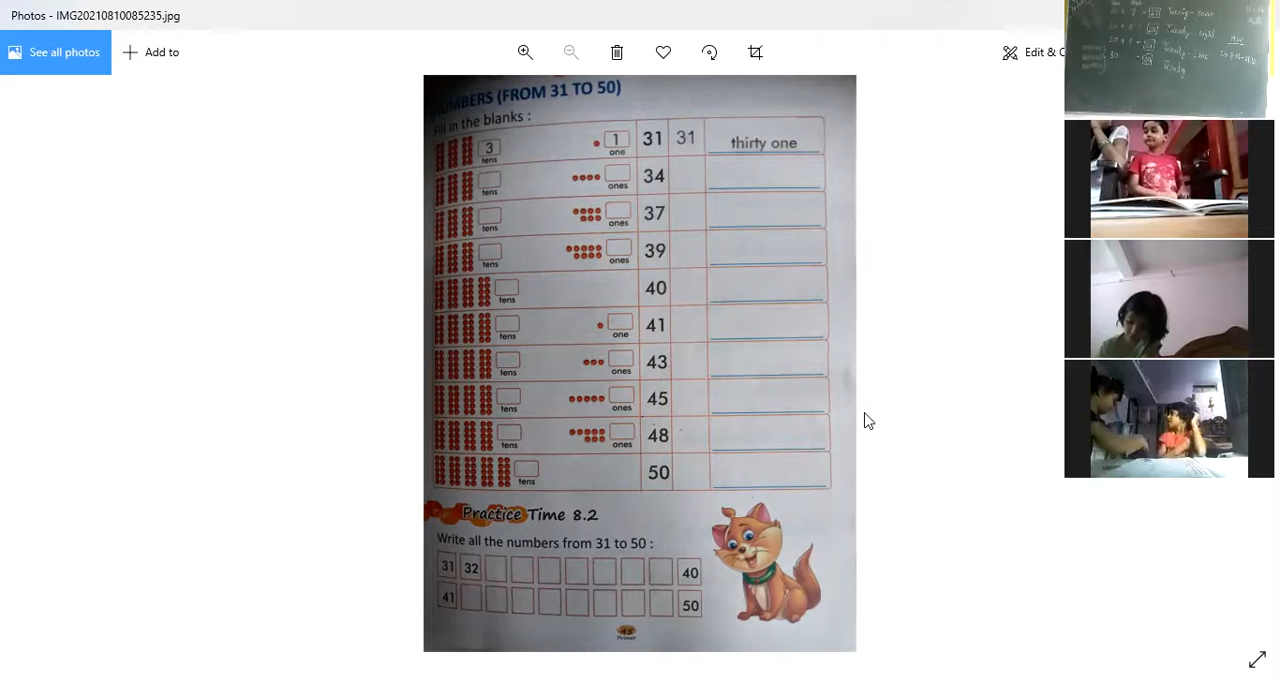 Photos - IMG20210810085235.jpg
See all photos
Add to
Edit & C
NUMBERS (FROM 31 TO 50)
Fill in the blanks :
3 tens 1 one 31 31 thirty one
tens ones 34
tens ones 37
tens ones 39
tens 40
tens one 41
tens ones 43
tens ones 45
tens ones 48
tens 50
Practice Time 8.2
Write all the numbers from 31 to 50 :
31 32 40
41 50
45
Primer